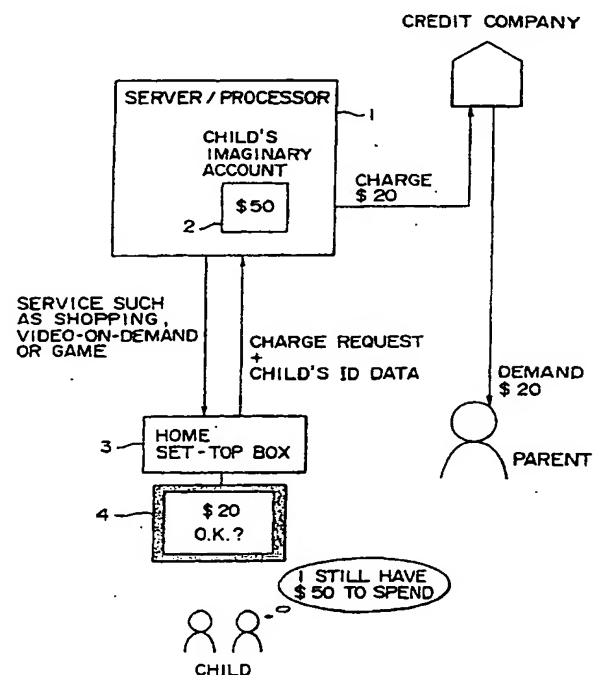 CREDIT COMPANY
SERVER/PROCESSOR
1
CHILD'S
IMAGINARY
ACCOUNT
$50
2
CHARGE
$20
SERVICE SUCH
AS SHOPPING,
VIDEO-ON-DEMAND
OR GAME
CHARGE REQUEST
+
CHILD'S ID DATA
DEMAND
$20
PARENT
3
HOME
SET-TOP BOX
4
$20
O.K.?
I STILL HAVE
$50 TO SPEND
CHILD